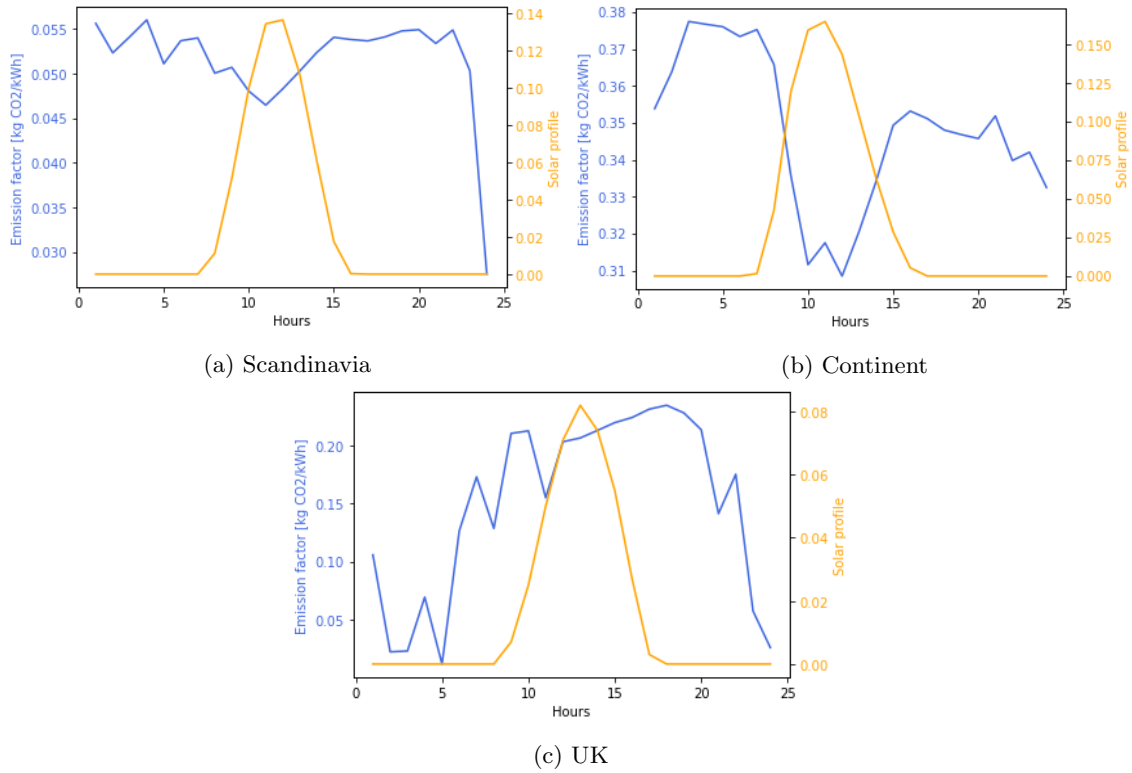 0.055
0.050
0.045
0.040
0.035
0.030
Emission factor [kg CO2/kWh]
0.14
0.12
0.10
0.08
0.06
0.04
0.02
0.00
Solar profile
0 5 10 15 20 25
Hours
(a) Scandinavia
0.38
0.37
0.36
0.35
0.34
0.33
0.32
0.31
Emission factor [kg CO2/kWh]
0.150
0.125
0.100
0.075
0.050
0.025
0.000
Solar profile
0 5 10 15 20 25
Hours
(b) Continent
0.20
0.15
0.10
0.05
Emission factor [kg CO2/kWh]
0.08
0.06
0.04
0.02
0.00
Solar profile
0 5 10 15 20 25
Hours
(c) UK